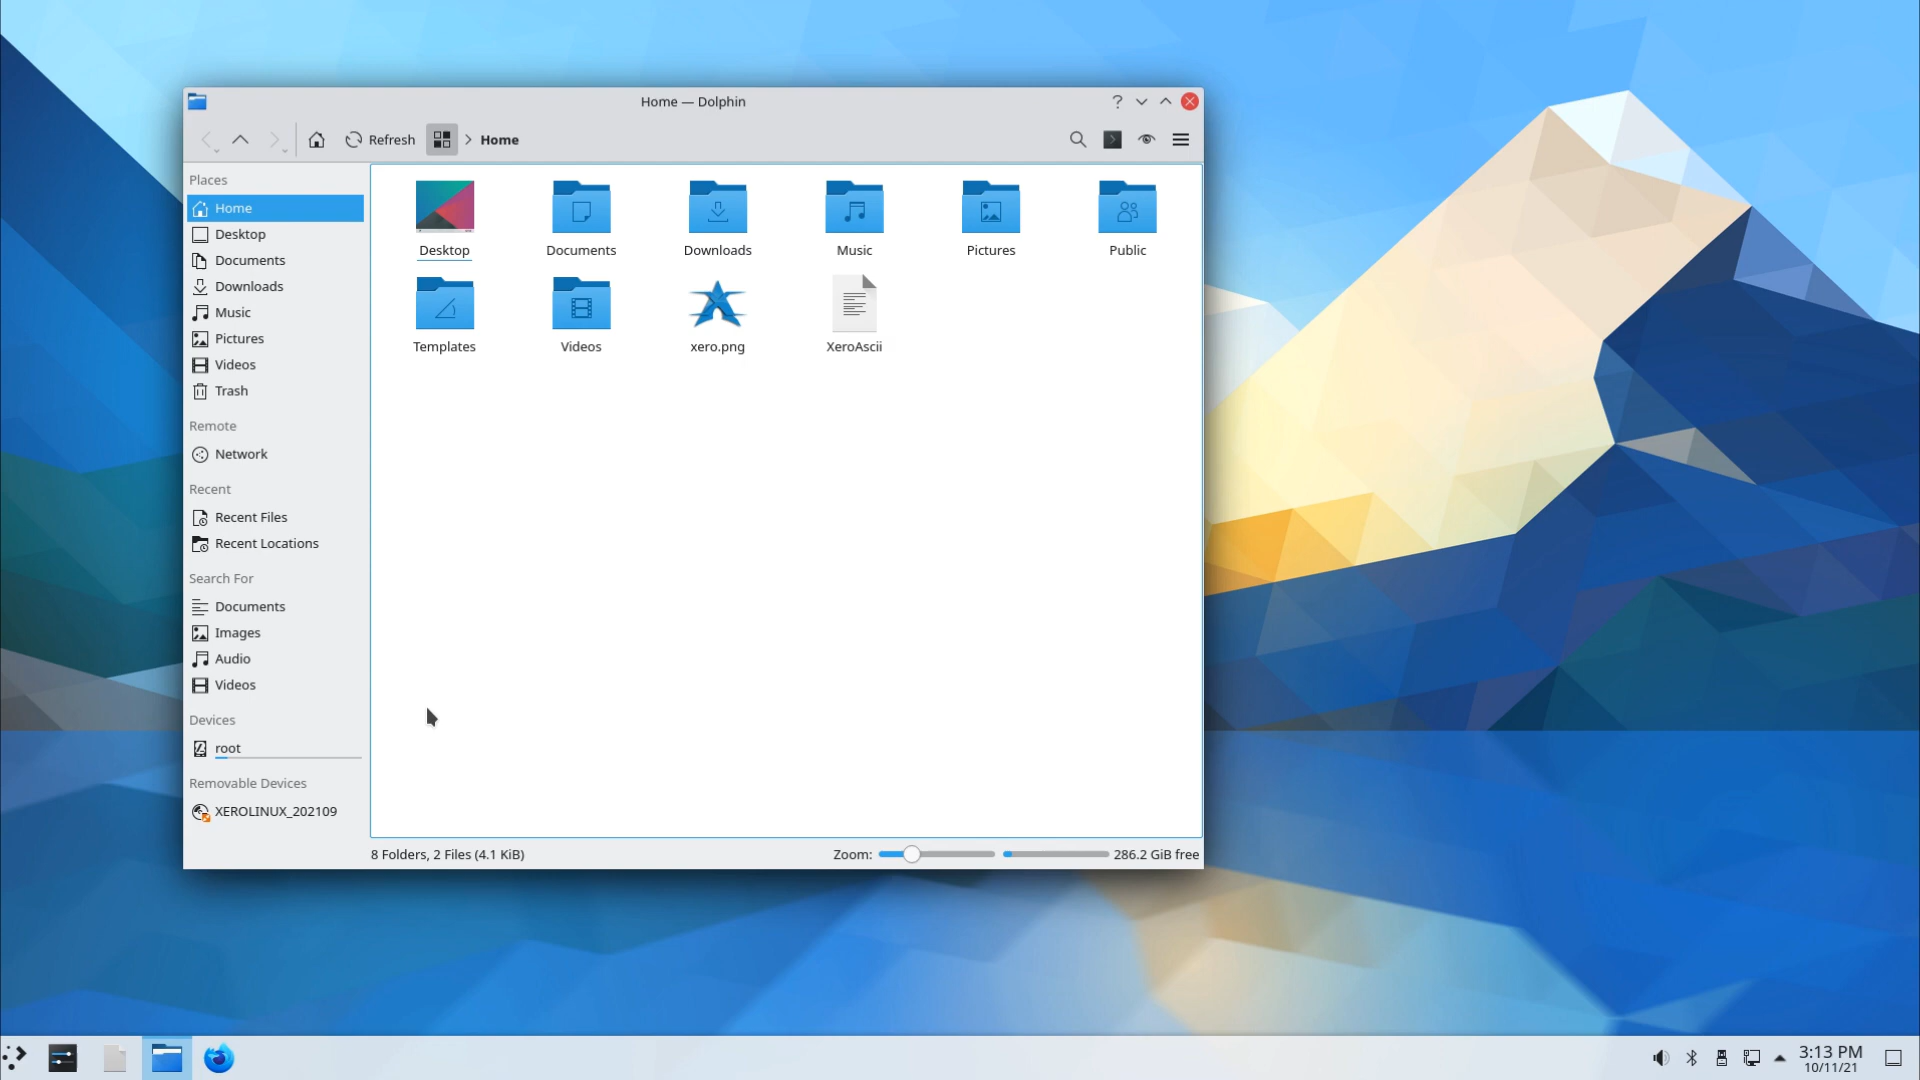 Home — Dolphin
Refresh
Home
Places
Home
Desktop
Documents
Downloads
Music
Pictures
Videos
Trash
Remote
Network
Recent
Recent Files
Recent Locations
Search For
Documents
Images
Audio
Videos
Devices
root
Removable Devices
XEROLINUX_202109
Desktop
Documents
Downloads
Music
Pictures
Public
Templates
Videos
xero.png
XeroAscii
8 Folders, 2 Files (4.1 KiB)
Zoom:
286.2 GiB free
3:13 PM
10/11/21